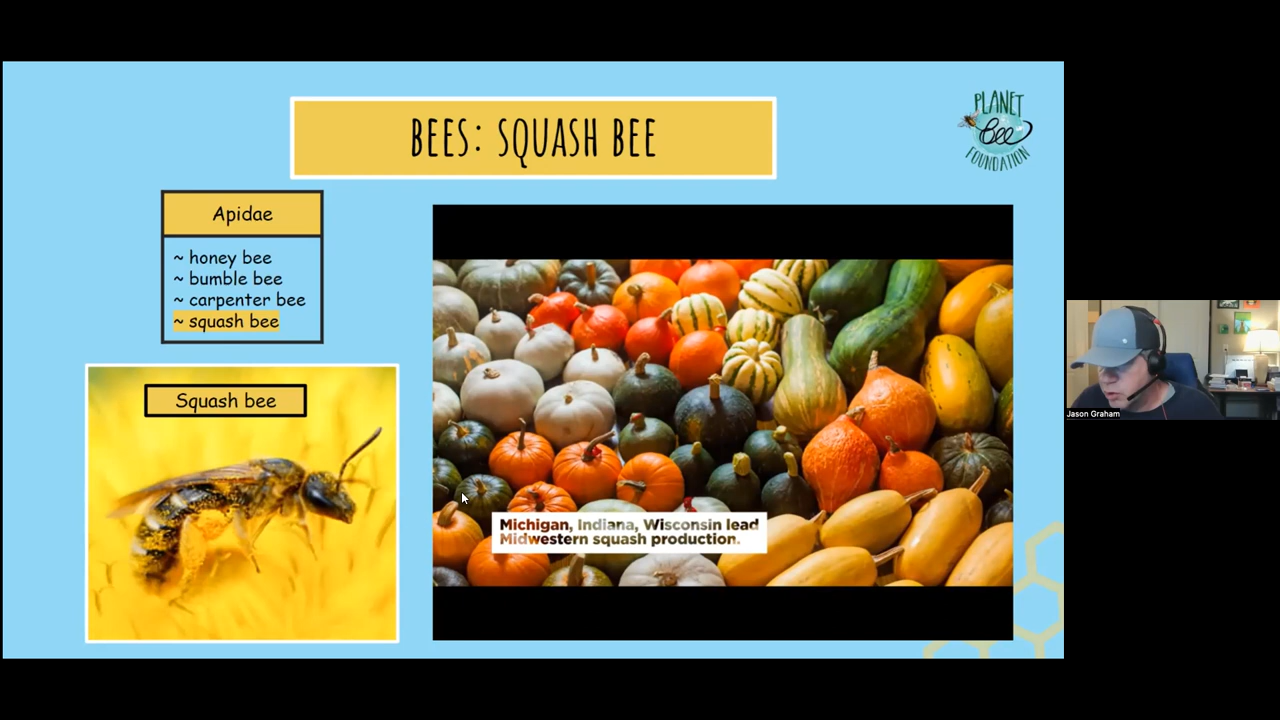 BEES: SQUASH BEE
PLANET
bee
FOUNDATION
Apidae
~ honey bee
~ bumble bee
~ carpenter bee
~ squash bee
Squash bee
Michigan, Indiana, Wisconsin lead
Midwestern squash production.
Jason Graham